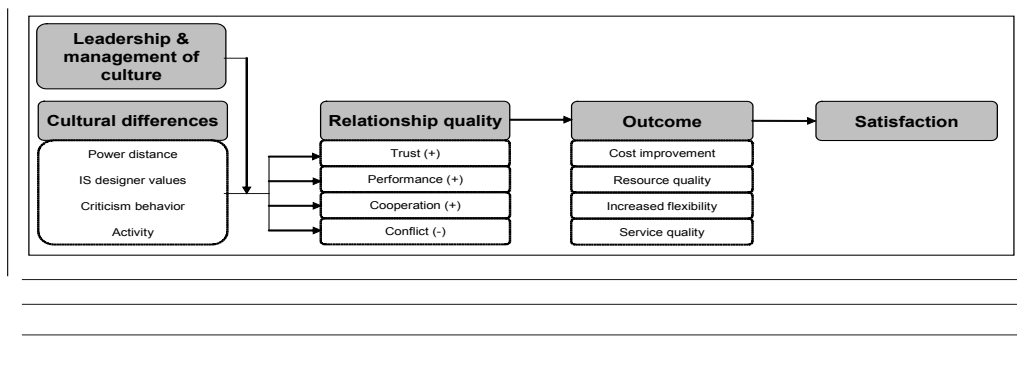 Leadership &
management of
culture
Cultural differences
Power distance
IS designer values
Criticism behavior
Activity
Relationship quality
Trust (+)
Performance (+)
Cooperation (+)
Conflict (-)
Outcome
Cost improvement
Resource quality
Increased flexibility
Service quality
Satisfaction